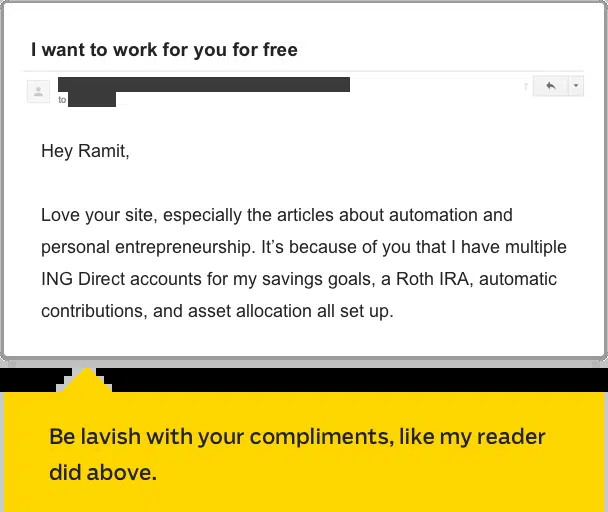 I want to work for you for free
to
Hey Ramit,
Love your site, especially the articles about automation and
personal entrepreneurship. It’s because of you that I have multiple
ING Direct accounts for my savings goals, a Roth IRA, automatic
contributions, and asset allocation all set up.
Be lavish with your compliments, like my reader
did above.